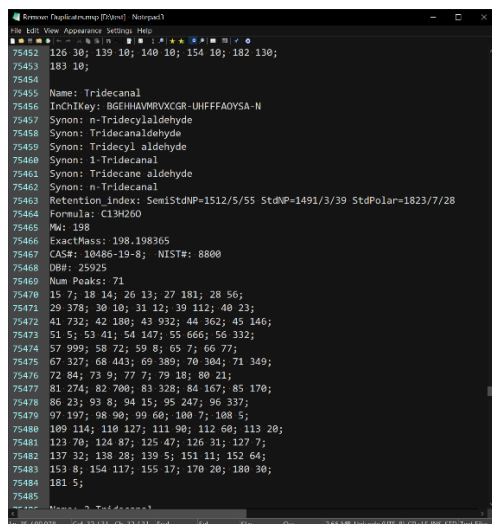 Remove Duplicates.msp [D:\test] - Notepad3
File Edit View Appearance Settings Help
75452 126 30; 139 10; 140 10; 154 10; 182 130;
75453 183 10;
75454
75455 Name: Tridecanal
75456 InChIKey: BGEHHAVMRVXCGR-UHFFFAOYSA-N
75457 Synon: n-Tridecylaldehyde
75458 Synon: Tridecanaldehyde
75459 Synon: Tridecyl aldehyde
75460 Synon: 1-Tridecanal
75461 Synon: Tridecane aldehyde
75462 Synon: n-Tridecanal
75463 Retention_index: SemiStdNP=1512/5/55 StdNP=1491/3/39 StdPolar=1823/7/28
75464 Formula: C13H26O
75465 MW: 198
75466 ExactMass: 198.198365
75467 CAS#: 10486-19-8; NIST#: 8800
75468 DB#: 25925
75469 Num Peaks: 71
75470 15 7; 18 14; 26 13; 27 181; 28 56;
75471 29 378; 30 10; 31 12; 39 112; 40 23;
75472 41 732; 42 180; 43 932; 44 362; 45 146;
75473 51 5; 53 41; 54 147; 55 666; 56 332;
75474 57 999; 58 72; 59 8; 65 7; 66 77;
75475 67 327; 68 443; 69 389; 70 304; 71 349;
75476 72 84; 73 9; 77 7; 79 18; 80 21;
75477 81 274; 82 700; 83 328; 84 167; 85 170;
75478 86 23; 93 8; 94 15; 95 247; 96 337;
75479 97 197; 98 90; 99 60; 100 7; 108 5;
75480 109 114; 110 127; 111 90; 112 60; 113 20;
75481 123 70; 124 87; 125 47; 126 31; 127 7;
75482 137 32; 138 28; 139 5; 151 11; 152 64;
75483 153 8; 154 117; 155 17; 170 20; 180 30;
75484 181 5;
75485